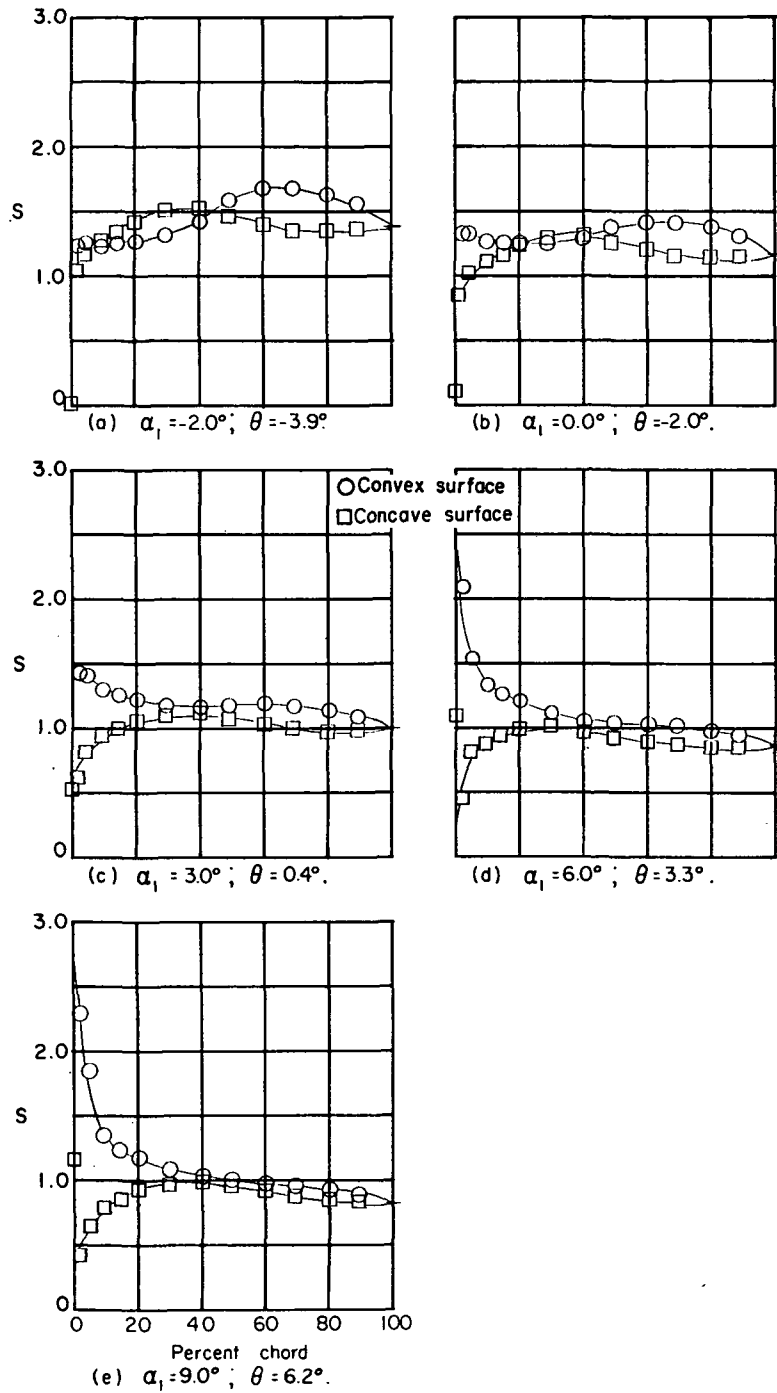 3.0
3.0
2.0
2.0
S
1.0
1.0
0
0
(a) α₁ =-2.0°; θ =-3.9°.
(b) α₁ =0.0°; θ =-2.0°.
3.0
3.0
○ Convex surface
□ Concave surface
2.0
2.0
S
1.0
1.0
0
0
(c) α₁ =3.0°; θ =0.4°.
(d) α₁ =6.0°; θ =3.3°.
3.0
2.0
S
1.0
0
0 20 40 60 80 100
Percent chord
(e) α₁ =9.0°; θ =6.2°.